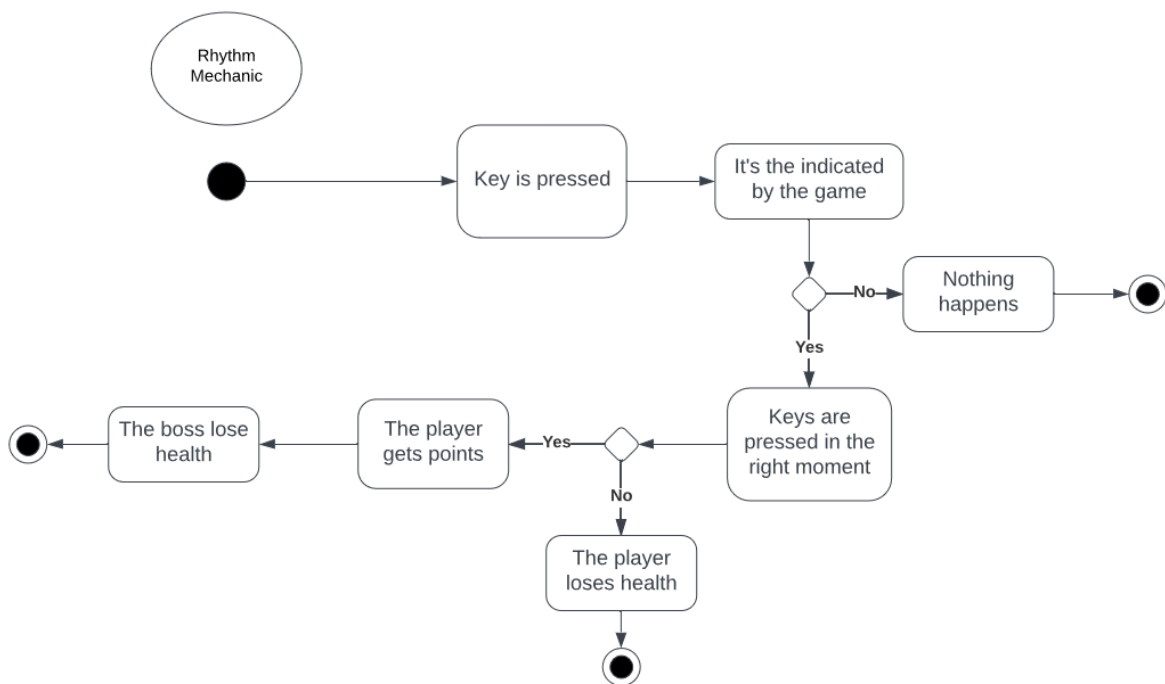 Rhythm
Mechanic
Key is pressed
It's the indicated
by the game
No
Nothing
happens
Yes
Keys are
pressed in the
right moment
Yes
The player
gets points
The boss lose
health
No
The player
loses health